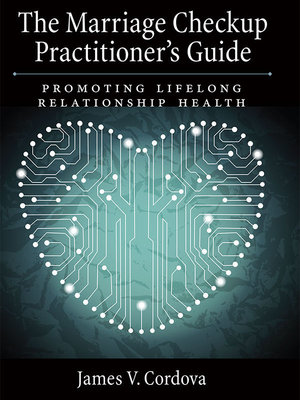 The Marriage Checkup
Practitioner's Guide
PROMOTING LIFELONG
RELATIONSHIP HEALTH
James V. Cordova